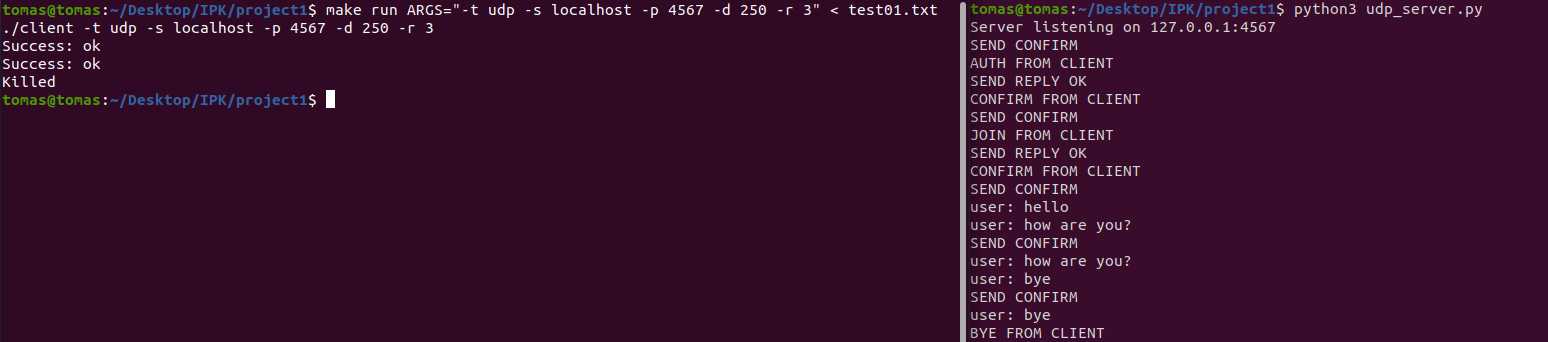 tomas@tomas:~/Desktop/IPK/project1$ make run ARGS="-t udp -s localhost -p 4567 -d 250 -r 3" < test01.txt
./client -t udp -s localhost -p 4567 -d 250 -r 3
Success: ok
Success: ok
Killed
tomas@tomas:~/Desktop/IPK/project1$
tomas@tomas:~/Desktop/IPK/project1$ python3 udp_server.py
Server listening on 127.0.0.1:4567
SEND CONFIRM
AUTH FROM CLIENT
SEND REPLY OK
CONFIRM FROM CLIENT
SEND CONFIRM
JOIN FROM CLIENT
SEND REPLY OK
CONFIRM FROM CLIENT
SEND CONFIRM
user: hello
user: how are you?
SEND CONFIRM
user: how are you?
user: bye
SEND CONFIRM
user: bye
BYE FROM CLIENT